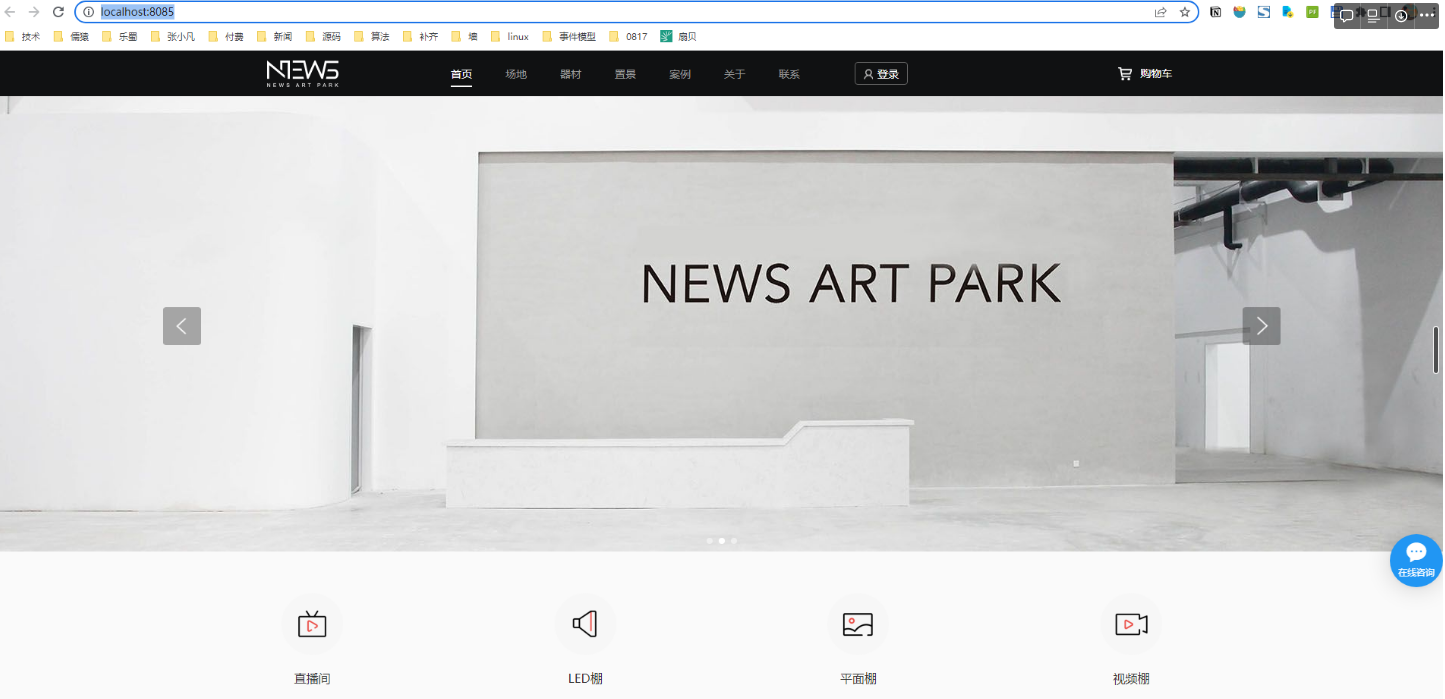 localhost:8085
技术 儒猿 乐蜀 张小凡 付费 新闻 源码 算法 补齐 细 linux 事件模型 0817 扇贝
NEWS
NEWS ART PARK
首页 场地 器材 置景 案例 关于 联系 登录 购物车
NEWS ART PARK
在线咨询
直播间 LED棚 平面棚 视频棚